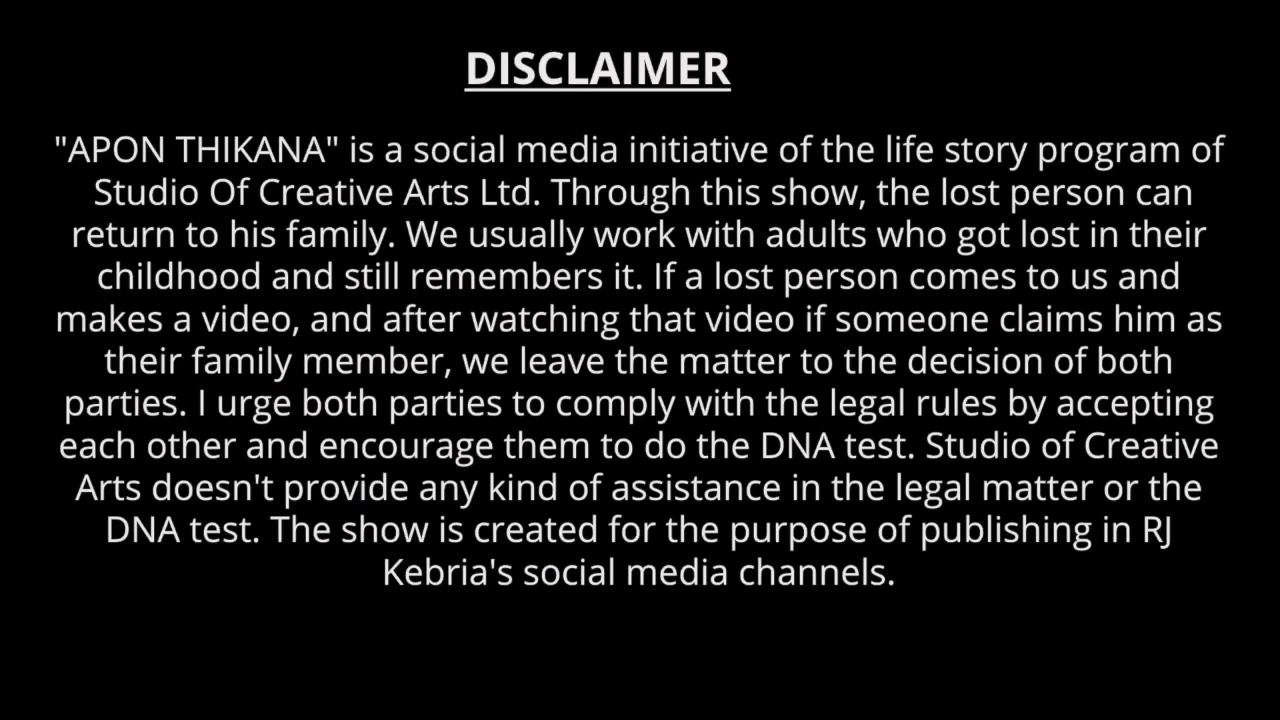 DISCLAIMER
"APON THIKANA" is a social media initiative of the life story program of
Studio Of Creative Arts Ltd. Through this show, the lost person can
return to his family. We usually work with adults who got lost in their
childhood and still remembers it. If a lost person comes to us and
makes a video, and after watching that video if someone claims him as
their family member, we leave the matter to the decision of both
parties. I urge both parties to comply with the legal rules by accepting
each other and encourage them to do the DNA test. Studio of Creative
Arts doesn't provide any kind of assistance in the legal matter or the
DNA test. The show is created for the purpose of publishing in RJ
Kebria's social media channels.